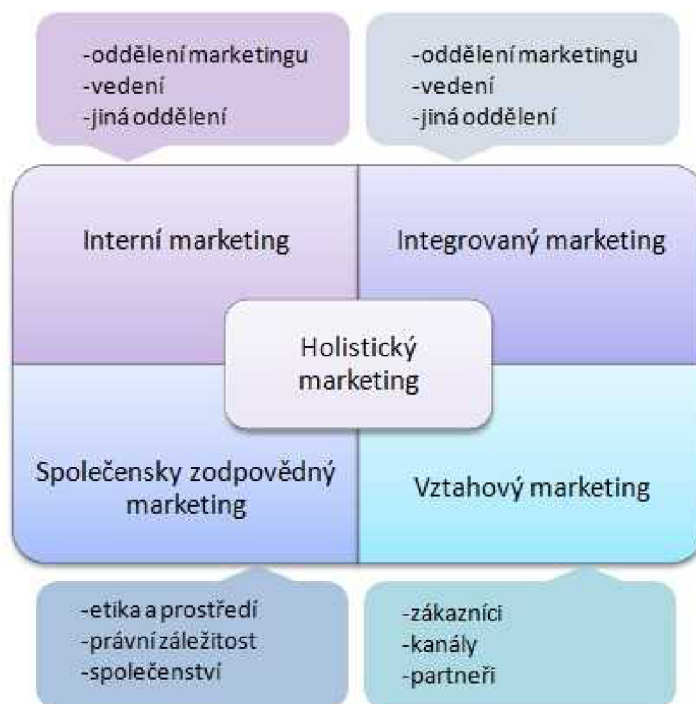 -oddělení marketingu
-vedení
-jiná oddělení
-oddělení marketingu
-vedení
-jiná oddělení
Interní marketing
Integrovaný marketing
Holistický
marketing
Společensky zodpovědný
marketing
Vztahový marketing
-etika a prostředí
-právní záležitost
-společenství
-zákazníci
-kanály
-partneři